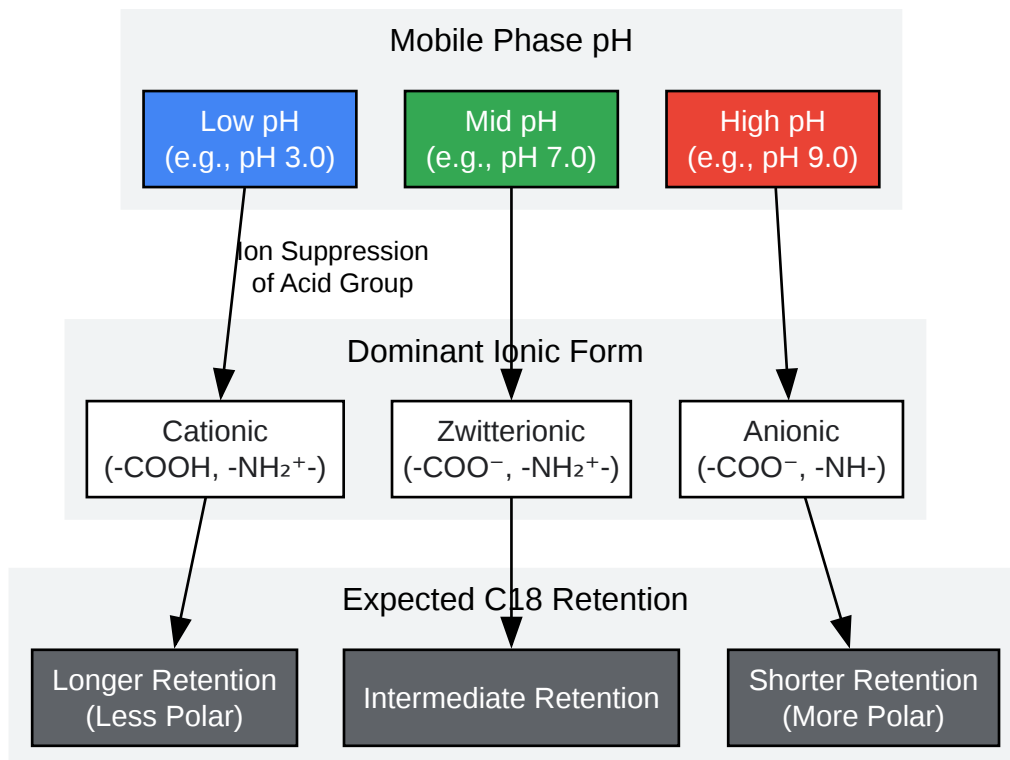 Mobile Phase pH
Low pH
(e.g., pH 3.0)
Mid pH
(e.g., pH 7.0)
High pH
(e.g., pH 9.0)
Ion Suppression
of Acid Group
Dominant Ionic Form
Cationic
(-COOH, -NH₂⁺-)
Zwitterionic
(-COO⁻, -NH₂⁺-)
Anionic
(-COO⁻, -NH-)
Expected C18 Retention
Longer Retention
(Less Polar)
Intermediate Retention
Shorter Retention
(More Polar)